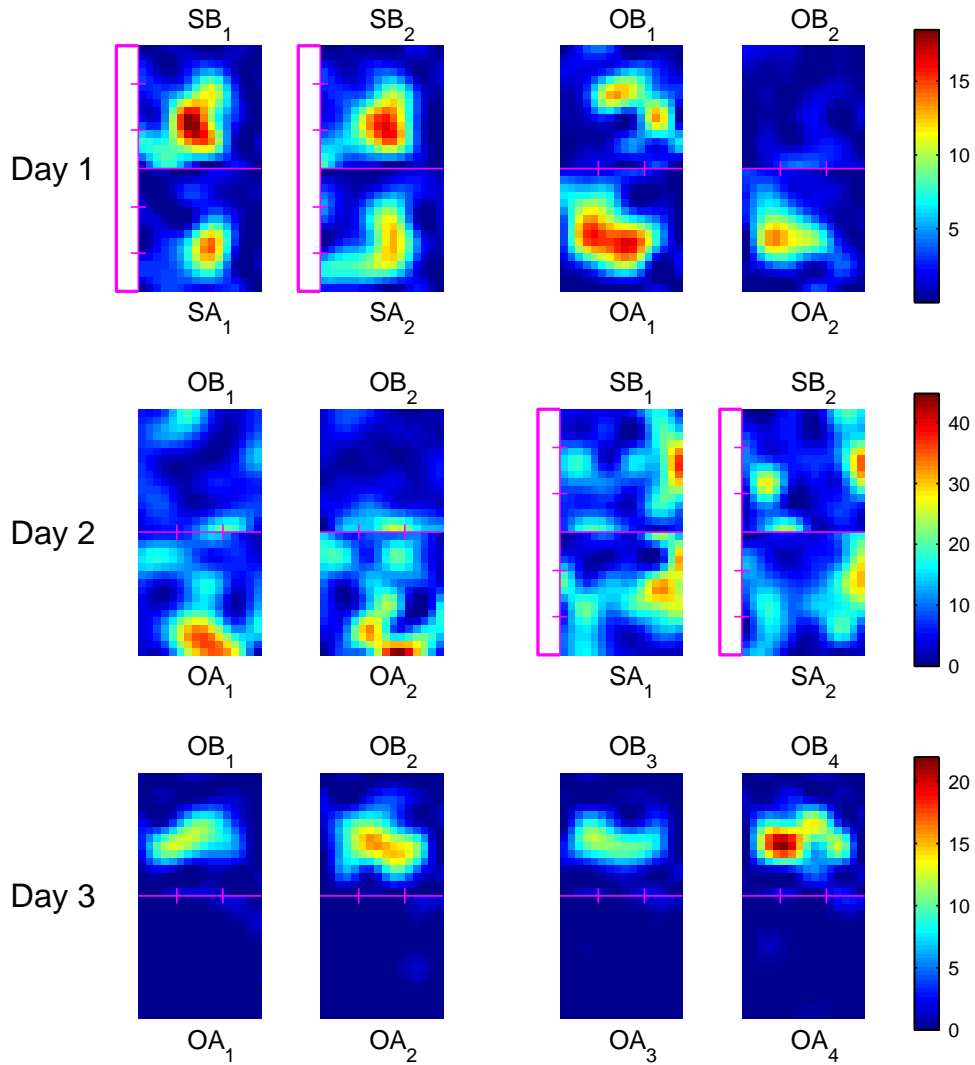 SB1 SB2 OB1 OB2
15
10
5
Day 1
SA1 SA2 OA1 OA2
OB1 OB2 SB1 SB2
40
30
20
10
0
Day 2
OA1 OA2 SA1 SA2
OB1 OB2 OB3 OB4
20
15
10
5
0
Day 3
OA1 OA2 OA3 OA4